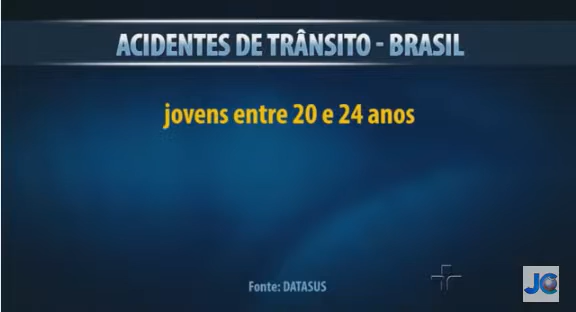 ACIDENTES DE TRÂNSITO - BRASIL
jovens entre 20 e 24 anos
Fonte: DATASUS
JC